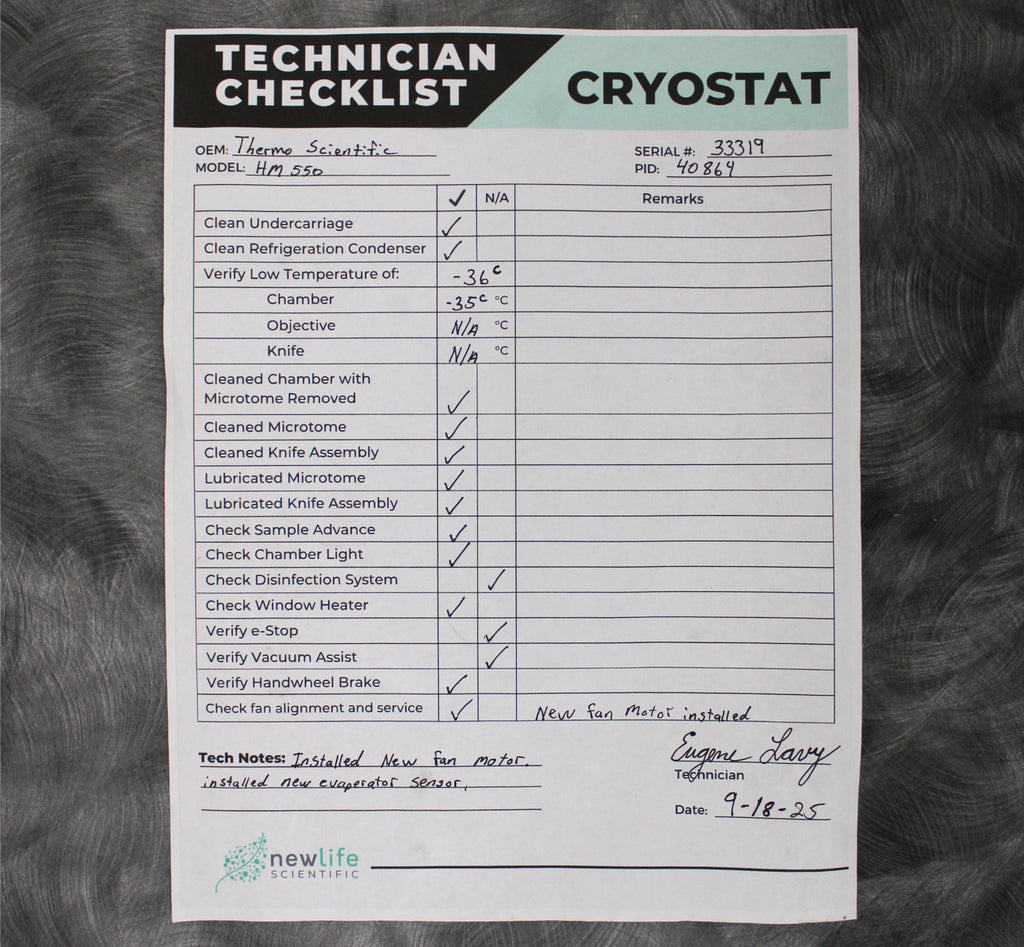 TECHNICIAN CHECKLIST
CRYOSTAT
OEM: Thermo Scientific
MODEL: HM 550
SERIAL #: 33319
PID: 40864
✓ N/A Remarks
Clean Undercarriage ✓
Clean Refrigeration Condenser ✓
Verify Low Temperature of: -36 c
Chamber -35 c °C
Objective N/A °C
Knife N/A °C
Cleaned Chamber with
Microtome Removed ✓
Cleaned Microtome ✓
Cleaned Knife Assembly ✓
Lubricated Microtome ✓
Lubricated Knife Assembly ✓
Check Sample Advance ✓
Check Chamber Light ✓
Check Disinfection System ✓
Check Window Heater ✓
Verify e-Stop ✓
Verify Vacuum Assist ✓
Verify Handwheel Brake ✓
Check fan alignment and service ✓ New fan motor installed
Tech Notes: Installed New fan motor.
installed new evaperator sensor,
Eugene Lavy
Technician
Date: 9-18-25
newlife
SCIENTIFIC